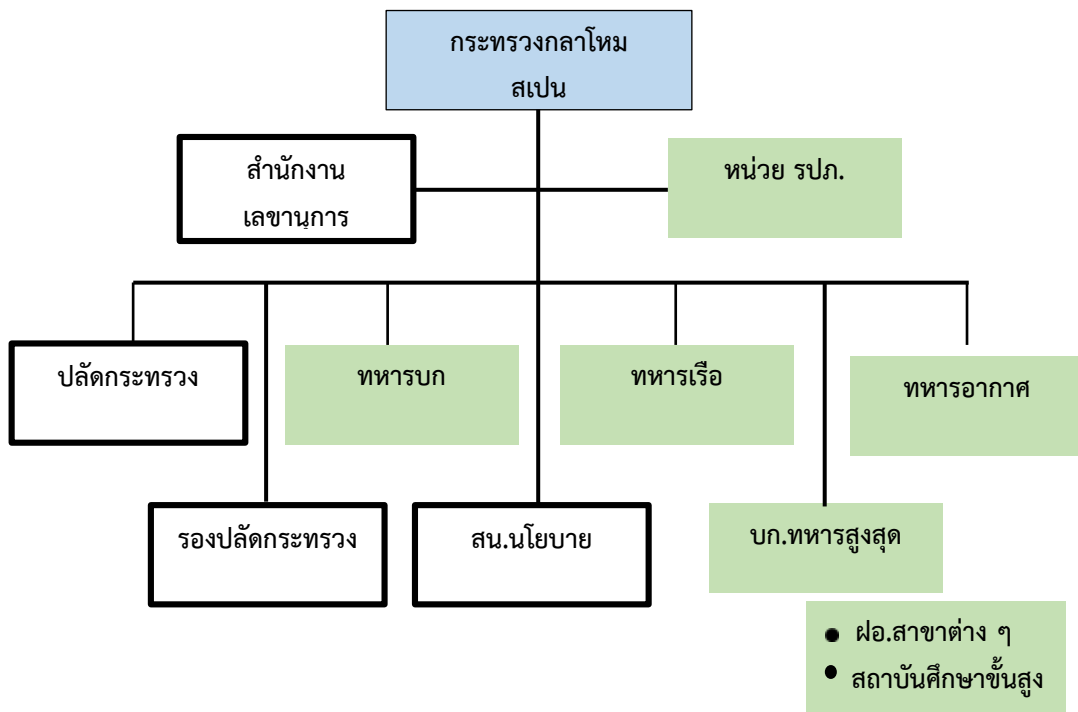 กระทรวงกลาโหม
สเปน
สำนักงาน
เลขานุการ
หน่วย รปภ.
ปลัดกระทรวง
ทหารบก
ทหารเรือ
ทหารอากาศ
รองปลัดกระทรวง
สน.นโยบาย
บก.ทหารสูงสุด
● ฝอ.สาขาต่าง ๆ
● สถาบันศึกษาขั้นสูง